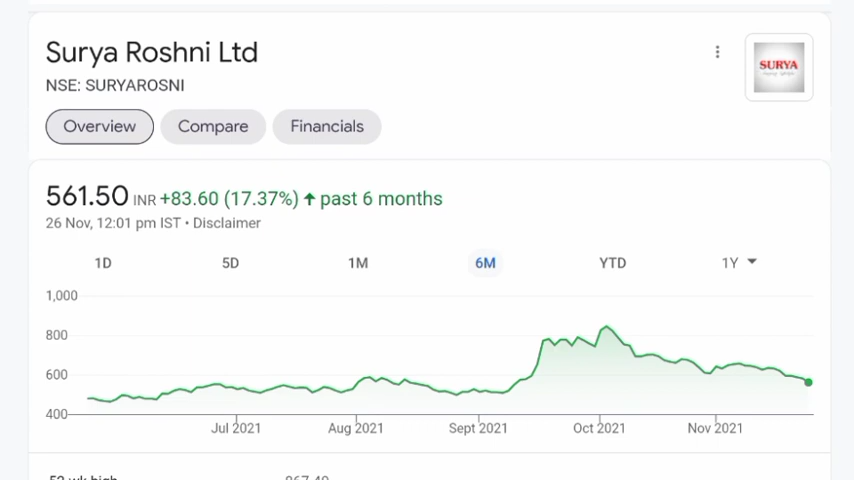 Surya Roshni Ltd
NSE: SURYAROSNI
SURYA
Overview
Compare
Financials
561.50 INR +83.60 (17.37%) ↑ past 6 months
26 Nov, 12:01 pm IST • Disclaimer
1D 5D 1M 6M YTD 1Y
1,000
800
600
400
Jul 2021 Aug 2021 Sept 2021 Oct 2021 Nov 2021